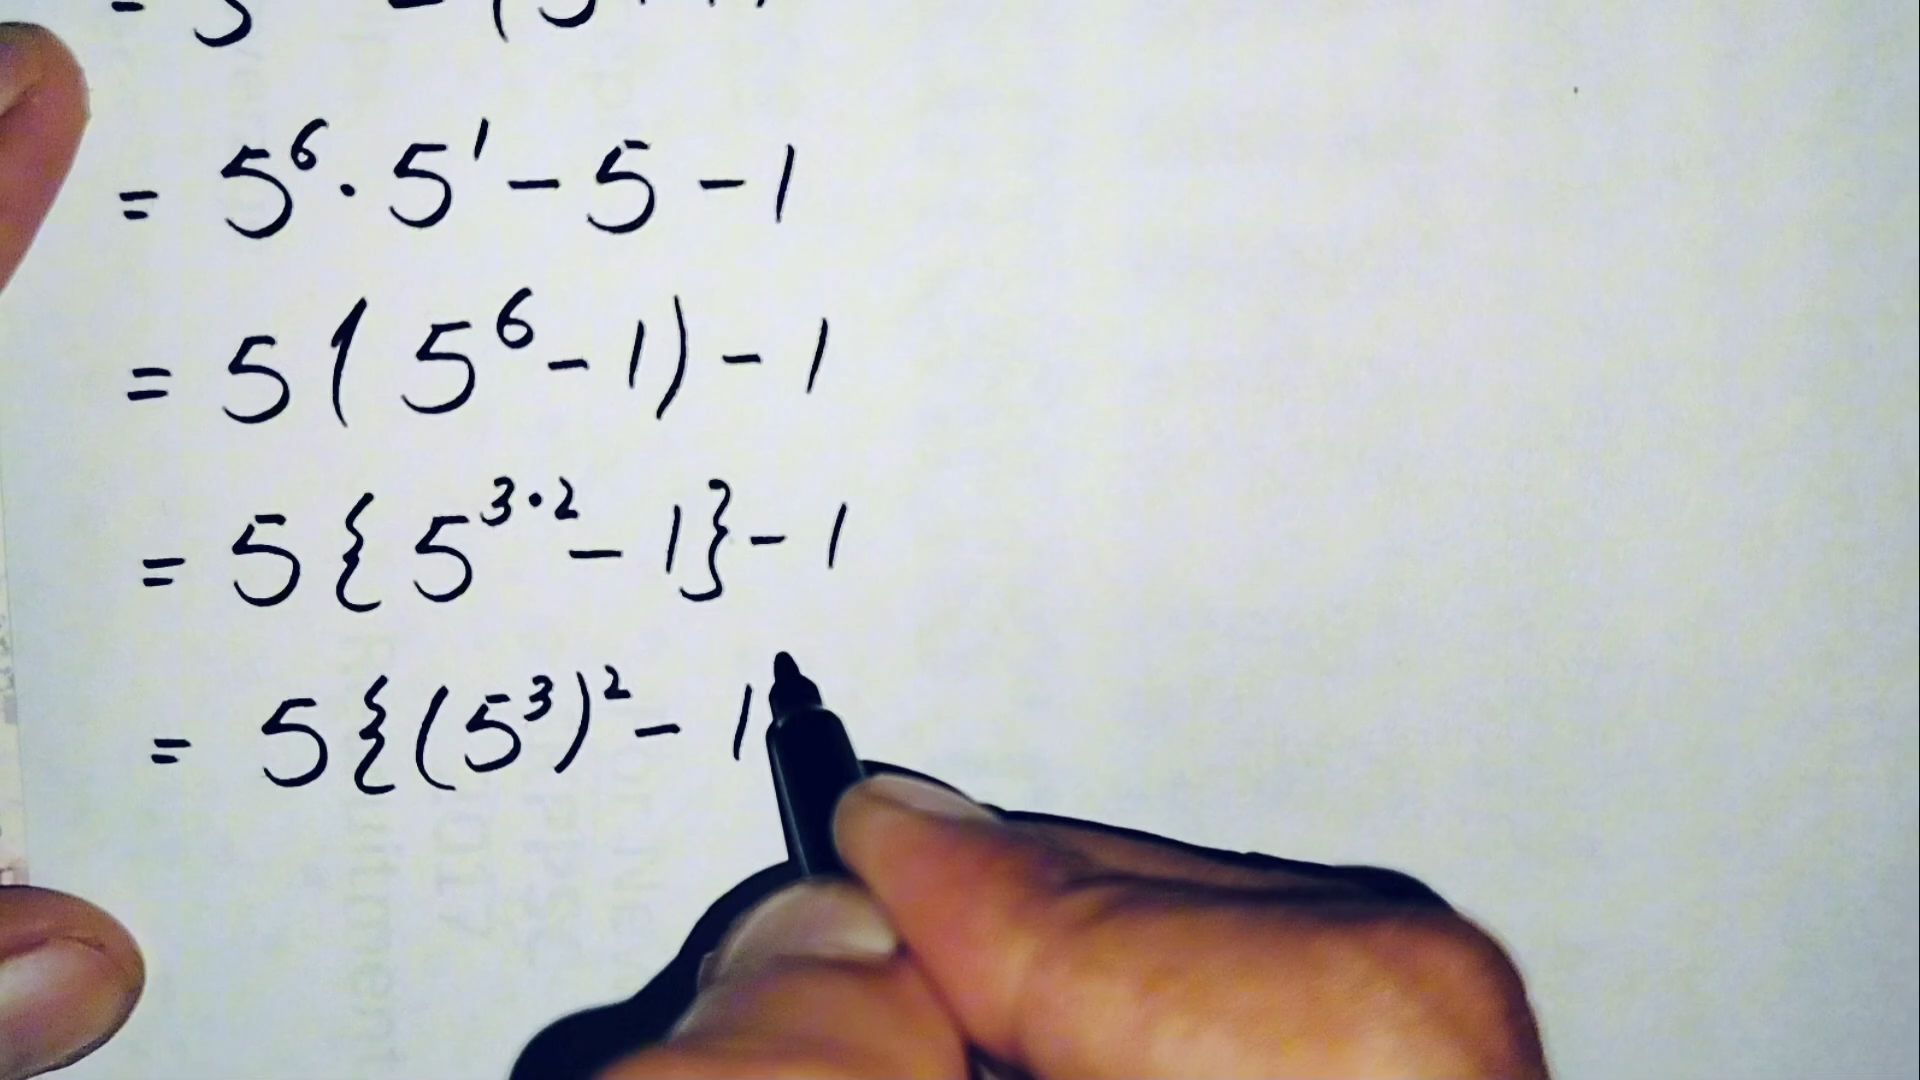 = 5⁶ · 5¹ - 5 - 1
= 5 ( 5⁶ - 1 ) - 1
= 5 { 5³·² - 1 } - 1
= 5 { ( 5³ )² - 1